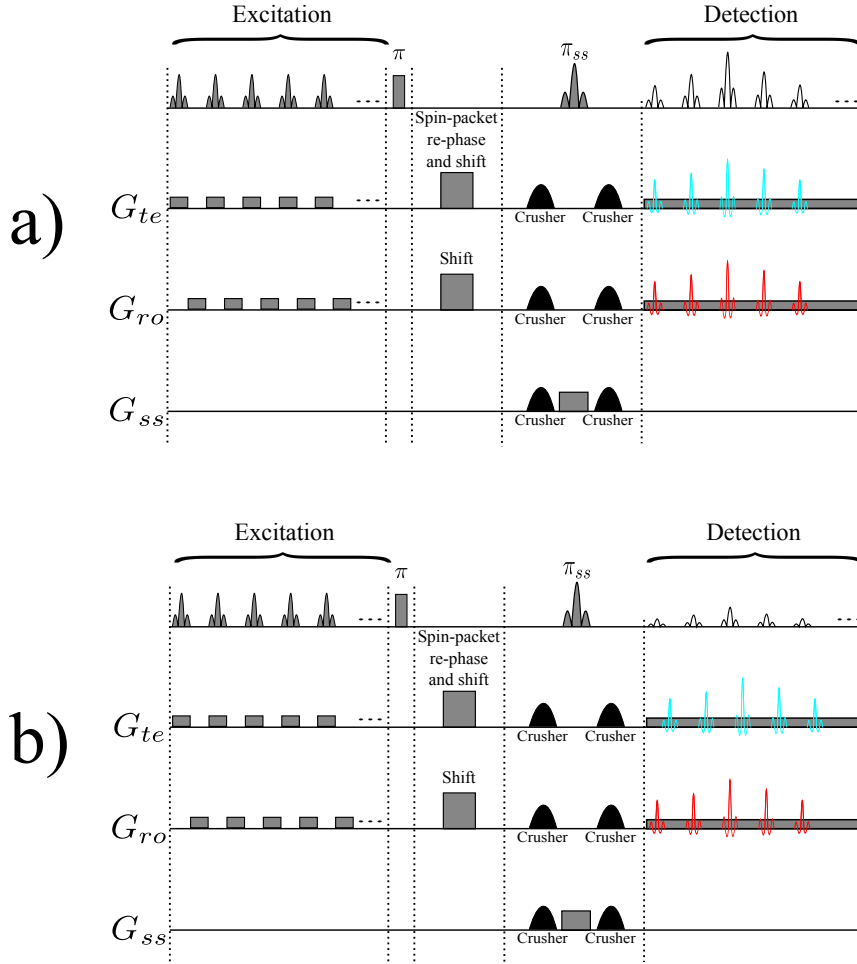 Excitation
Detection
π
π_ss
Spin-packet
re-phase
and shift
a)
G_te
Crusher Crusher
Shift
G_ro
Crusher Crusher
G_ss
Crusher Crusher
Excitation
Detection
π
π_ss
Spin-packet
re-phase
and shift
b)
G_te
Crusher Crusher
Shift
G_ro
Crusher Crusher
G_ss
Crusher Crusher